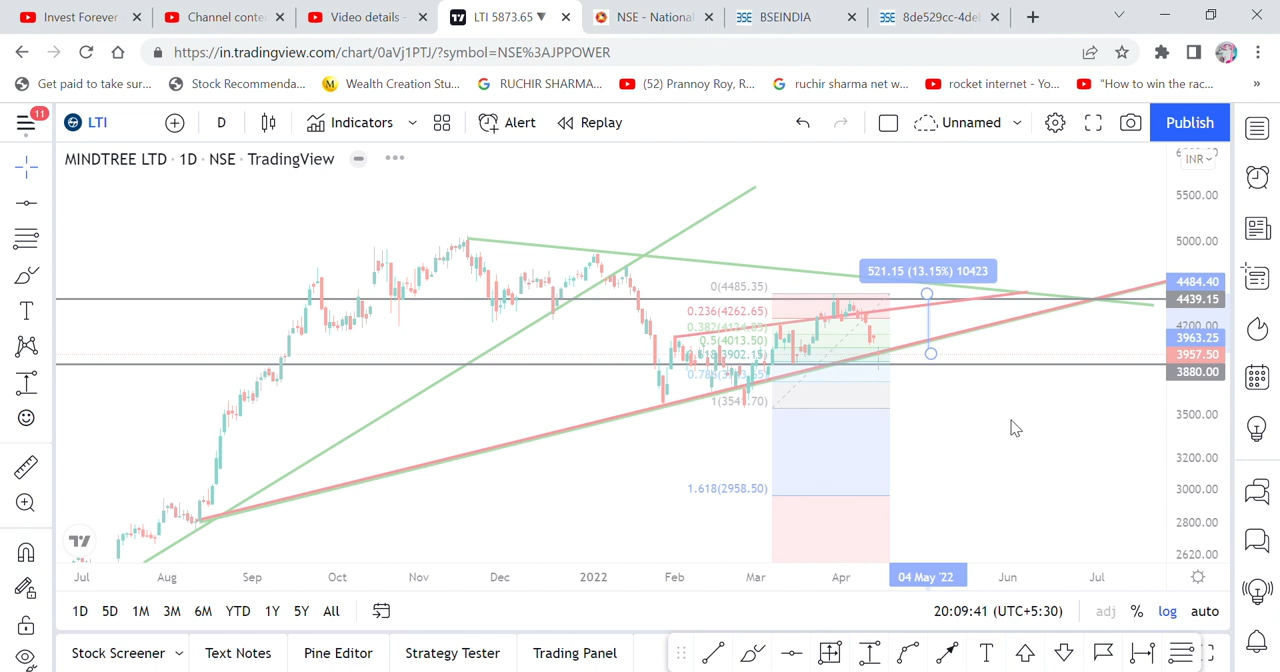 Invest Forever
Channel conte
Video details -
LTI 5873.65 ▼
NSE - National
BSEINDIA
8de529cc-4de
https://in.tradingview.com/chart/0aVj1PTJ/?symbol=NSE%3AJPPOWER
Get paid to take sur...
Stock Recommenda...
Wealth Creation Stu...
RUCHIR SHARMA...
(52) Prannoy Roy, R...
ruchir sharma net w...
rocket internet - Yo...
"How to win the rac...
»
11
LTI
D
Indicators
Alert
Replay
Unnamed
Publish
MINDTREE LTD · 1D · NSE · TradingView
INR
5500.00
5000.00
521.15 (13.15%) 10423
0(4485.35)
4484.40
4439.15
0.236(4262.65)
4200.00
0.5(4013.50)
3963.25
0.618(3902.15)
3957.50
3880.00
1(3541.70)
3500.00
3200.00
1.618(2958.50)
3000.00
2800.00
2620.00
Jul
Aug
Sep
Oct
Nov
Dec
2022
Feb
Mar
Apr
04 May '22
Jun
Jul
1D
5D
1M
3M
6M
YTD
1Y
5Y
All
20:09:41 (UTC+5:30)
adj
%
log
auto
Stock Screener
Text Notes
Pine Editor
Strategy Tester
Trading Panel